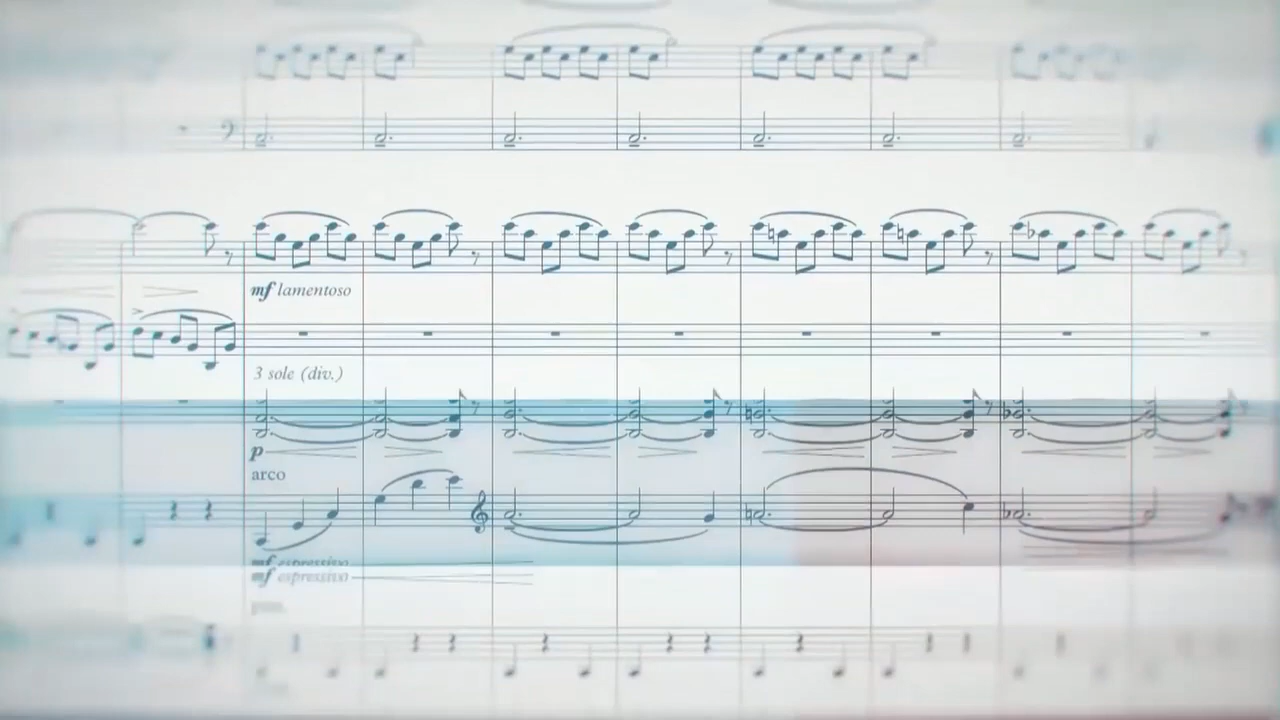 mf lamentoso
3 sole (div.)
p
arco
mf espressivo
mf espressivo